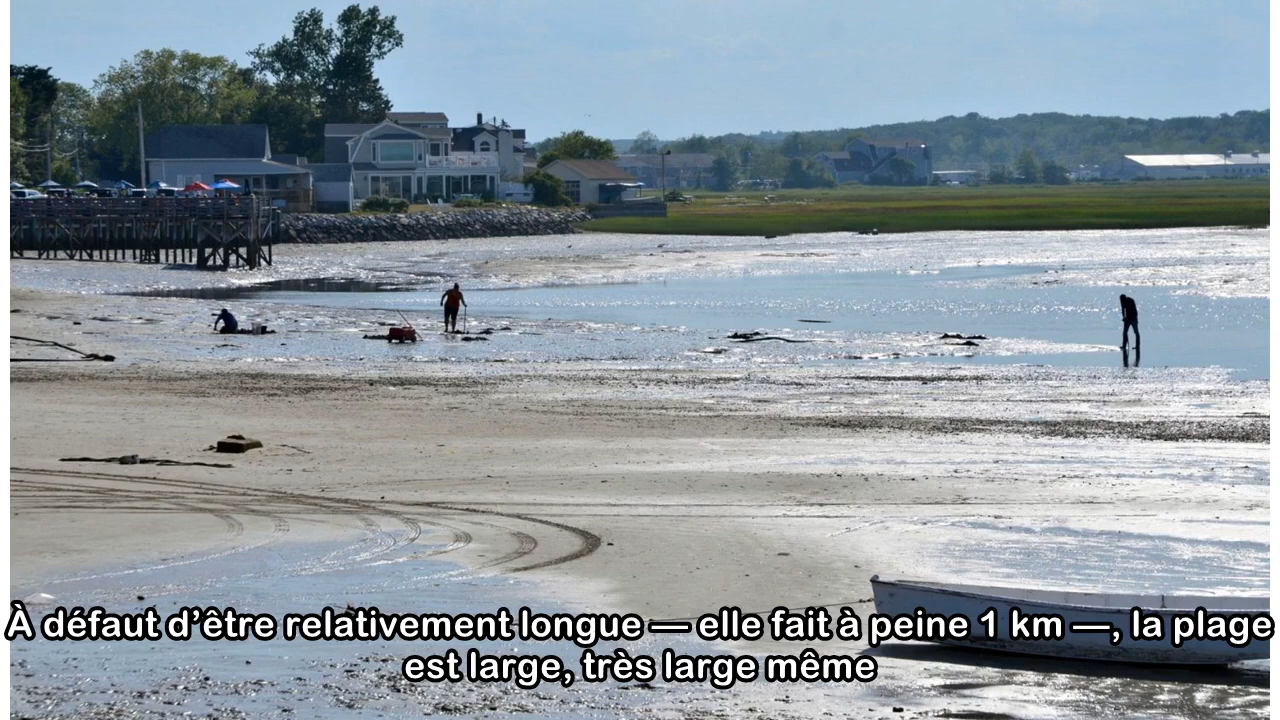 À défaut d’être relativement longue — elle fait à peine 1 km —, la plage
est large, très large même